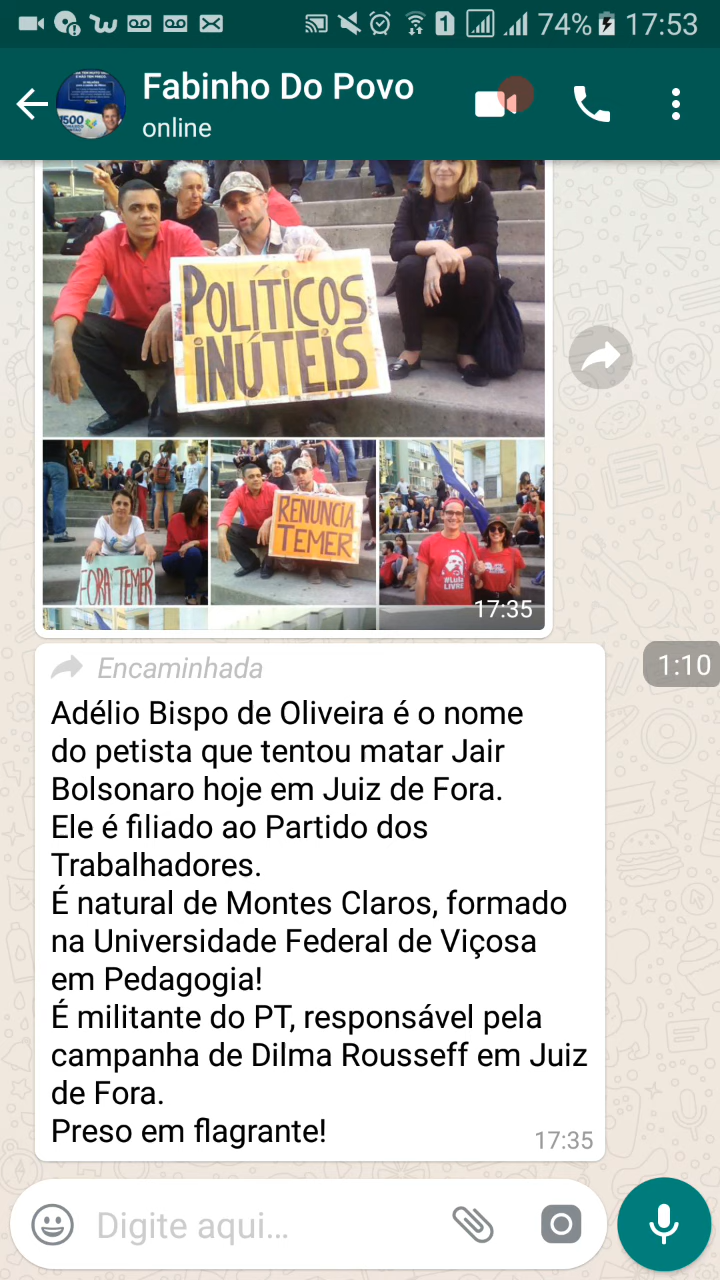 74% 17:53
Fabinho Do Povo
online
1500
POLÍTICOS
INÚTEIS
FORA TEMER
RENUNCIA
TEMER
#Lula
LIVRE
17:35
1:10
Encaminhada
Adélio Bispo de Oliveira é o nome
do petista que tentou matar Jair
Bolsonaro hoje em Juiz de Fora.
Ele é filiado ao Partido dos
Trabalhadores.
É natural de Montes Claros, formado
na Universidade Federal de Viçosa
em Pedagogia!
É militante do PT, responsável pela
campanha de Dilma Rousseff em Juiz
de Fora.
Preso em flagrante!
17:35
Digite aqui...